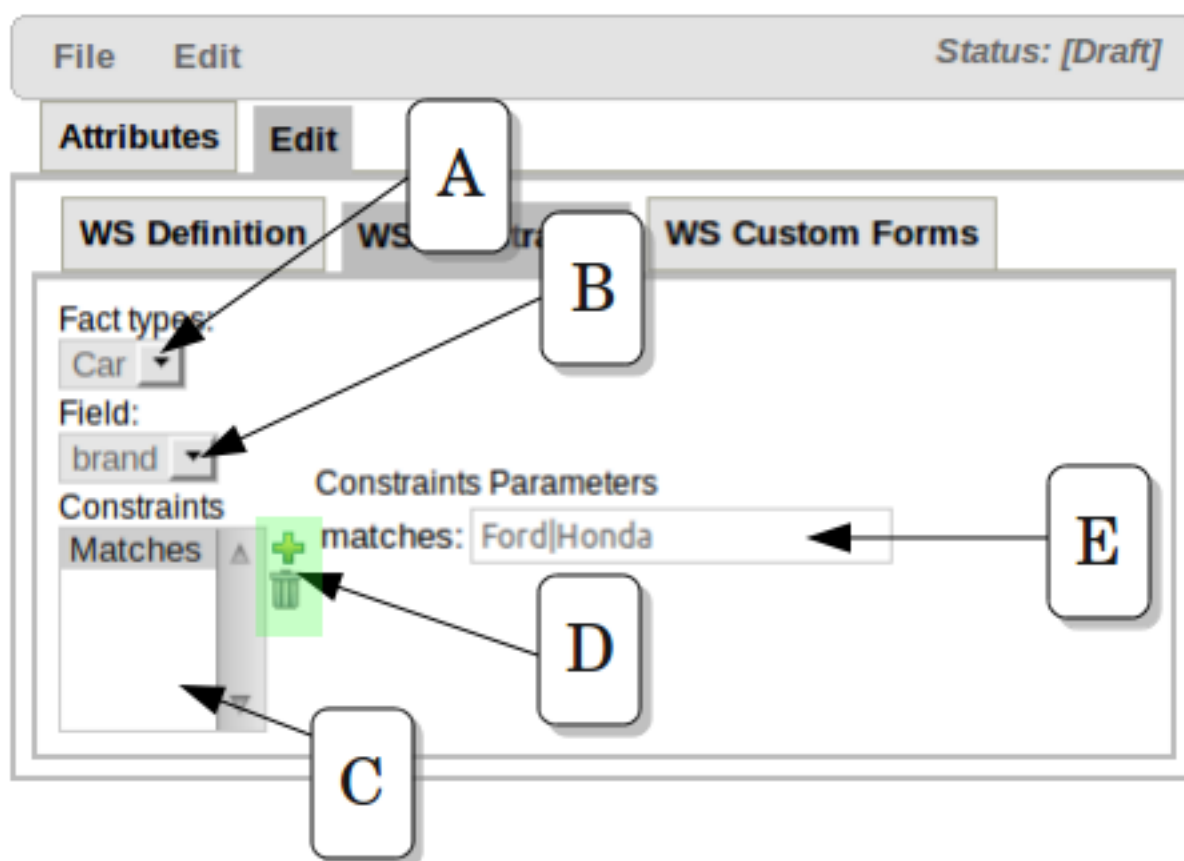 File Edit Status: [Draft]
Attributes Edit
A
WS Definition WS tra WS Custom Forms
B
Fact types:
Car
Field:
brand
Constraints Constraints Parameters
Matches matches: Ford|Honda
E
D
C